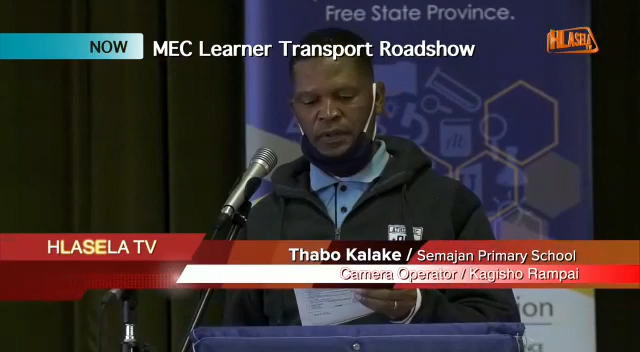 Free State Province.
HLASELA
NOW
MEC Learner Transport Roadshow
HLASELA TV
Thabo Kalake / Semajan Primary School
Camera Operator / Kagisho Rampai